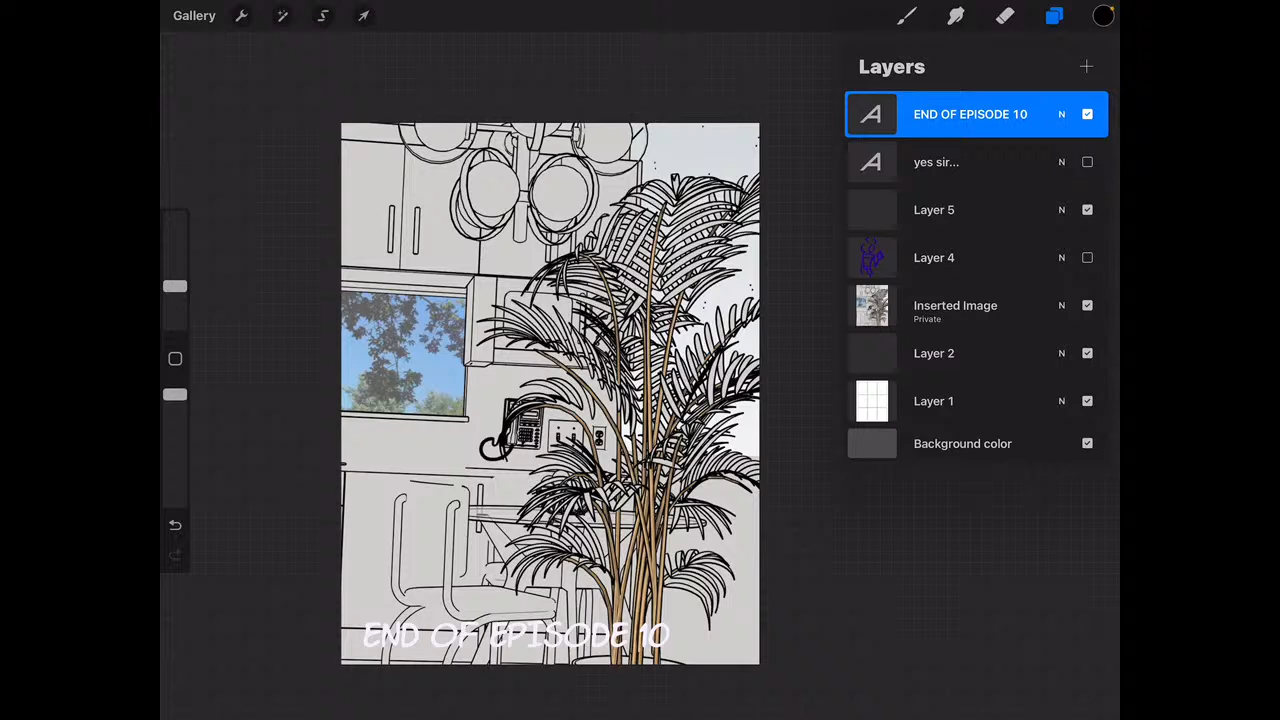 Gallery
Layers
END OF EPISODE 10 N
yes sir... N
Layer 5 N
Layer 4 N
Inserted Image N
Private
Layer 2 N
Layer 1 N
Background color
END OF EPISODE 10